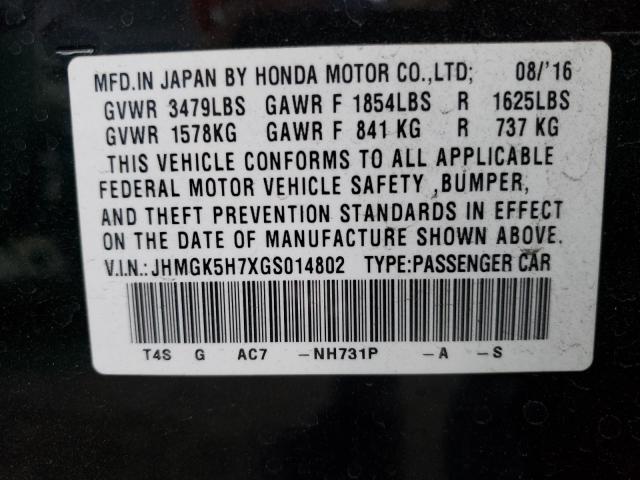 MFD.IN JAPAN BY HONDA MOTOR CO.,LTD; 08/'16
GVWR 3479LBS GAWR F 1854LBS R 1625LBS
GVWR 1578KG GAWR F 841 KG R 737 KG
THIS VEHICLE CONFORMS TO ALL APPLICABLE
FEDERAL MOTOR VEHICLE SAFETY ,BUMPER,
AND THEFT PREVENTION STANDARDS IN EFFECT
ON THE DATE OF MANUFACTURE SHOWN ABOVE.
V.I.N.:JHMGK5H7XGS014802 TYPE:PASSENGER CAR
T4S G AC7 -NH731P -A -S